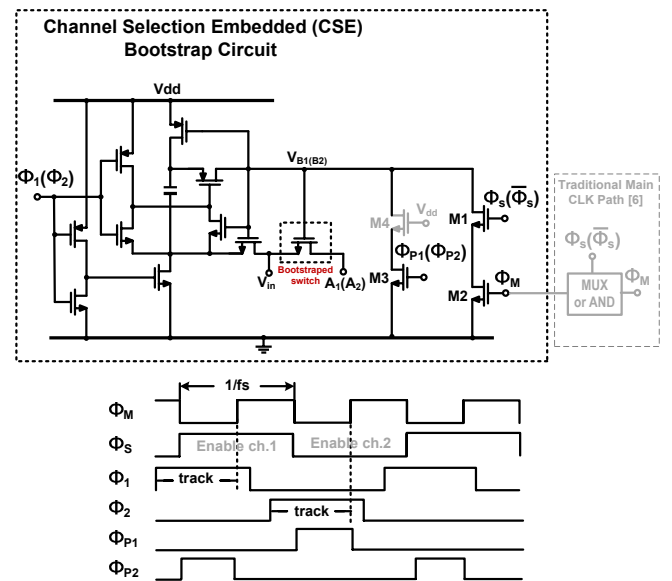 Channel Selection Embedded (CSE)
Bootstrap Circuit
Vdd
Φ1(Φ2)
VB1(B2)
Φs(Φ̅s)
Vdd
M4
M1
ΦP1(ΦP2)
M3
ΦM
M2
Vin
Bootstraped
switch
A1(A2)
Traditional Main
CLK Path [6]
Φs(Φ̅s)
MUX
or AND
ΦM
1/fs
ΦM
ΦS
Enable ch.1
Enable ch.2
Φ1
track
Φ2
track
ΦP1
ΦP2